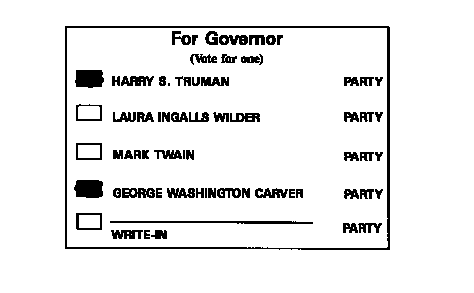 For Governor
(Vote for one)
HARRY S. TRUMAN PARTY
LAURA INGALLS WILDER PARTY
MARK TWAIN PARTY
GEORGE WASHINGTON CARVER PARTY
WRITE-IN PARTY